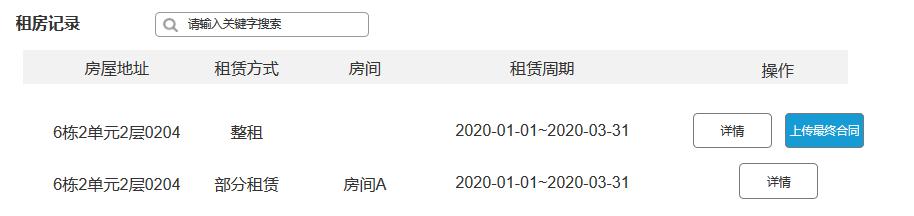 租房记录 请输入关键字搜索
房屋地址 租赁方式 房间 租赁周期 操作
6栋2单元2层0204 整租 2020-01-01~2020-03-31 详情 上传最终合同
6栋2单元2层0204 部分租赁 房间A 2020-01-01~2020-03-31 详情